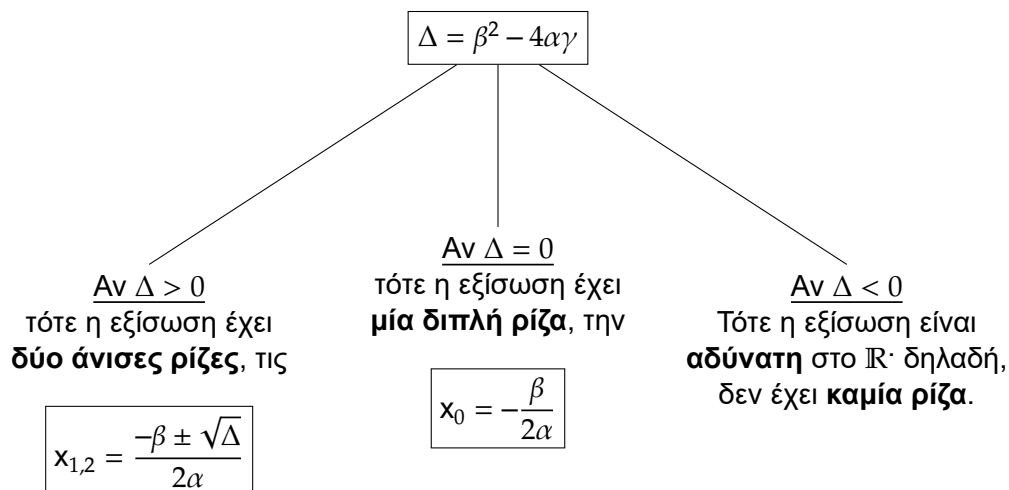 Δ = β² − 4αγ
Αν Δ > 0
τότε η εξίσωση έχει
δύο άνισες ρίζες, τις
x₁,₂ = (−β ± √Δ) / 2α
Αν Δ = 0
τότε η εξίσωση έχει
μία διπλή ρίζα, την
x₀ = −β / 2α
Αν Δ < 0
Τότε η εξίσωση είναι
αδύνατη στο ℝ· δηλαδή,
δεν έχει καμία ρίζα.